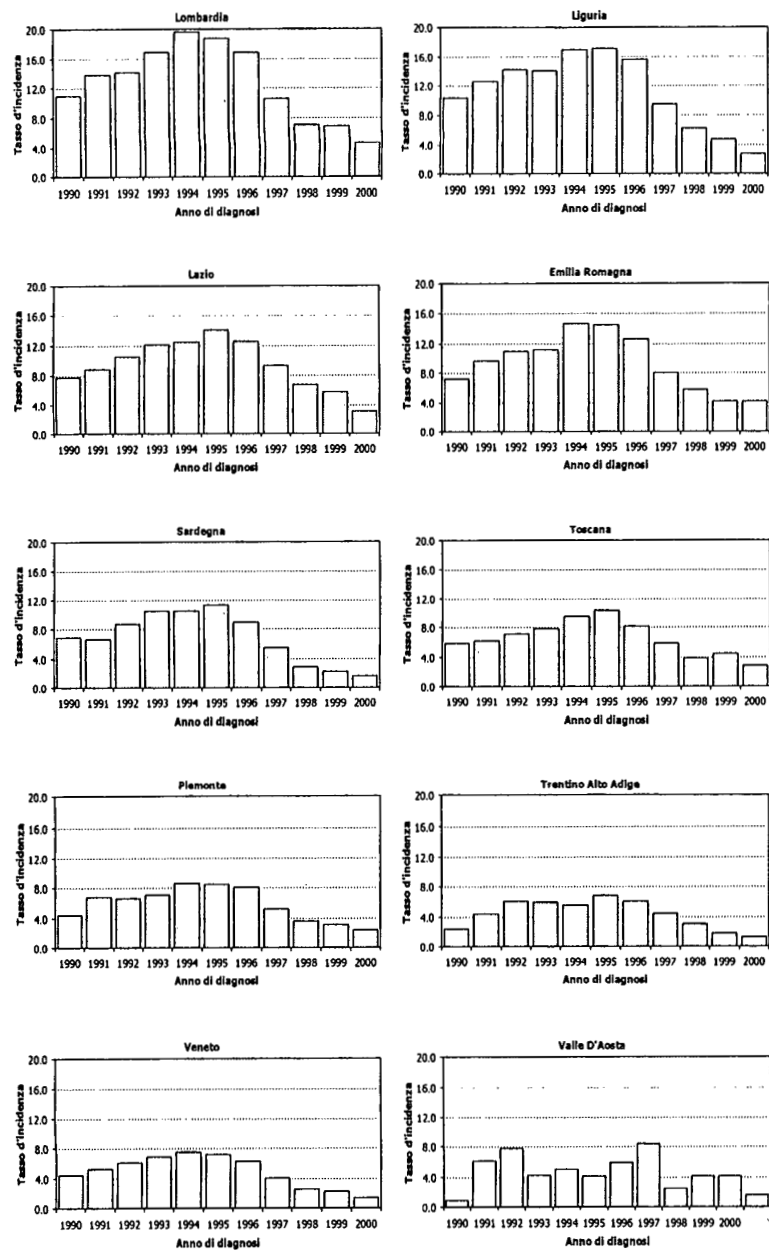 Lombardia
Tasso d'incidenza
20.0
16.0
12.0
8.0
4.0
0.0
1990 1991 1992 1993 1994 1995 1996 1997 1998 1999 2000
Anno di diagnosi
Liguria
Tasso d'incidenza
20.0
16.0
12.0
8.0
4.0
0.0
1990 1991 1992 1993 1994 1995 1996 1997 1998 1999 2000
Anno di diagnosi
Lazio
Tasso d'incidenza
20.0
16.0
12.0
8.0
4.0
0.0
1990 1991 1992 1993 1994 1995 1996 1997 1998 1999 2000
Anno di diagnosi
Emilia Romagna
Tasso d'incidenza
20.0
16.0
12.0
8.0
4.0
0.0
1990 1991 1992 1993 1994 1995 1996 1997 1998 1999 2000
Anno di diagnosi
Sardegna
Tasso d'incidenza
20.0
16.0
12.0
8.0
4.0
0.0
1990 1991 1992 1993 1994 1995 1996 1997 1998 1999 2000
Anno di diagnosi
Toscana
Tasso d'incidenza
20.0
16.0
12.0
8.0
4.0
0.0
1990 1991 1992 1993 1994 1995 1996 1997 1998 1999 2000
Anno di diagnosi
Piemonte
Tasso d'incidenza
20.0
16.0
12.0
8.0
4.0
0.0
1990 1991 1992 1993 1994 1995 1996 1997 1998 1999 2000
Anno di diagnosi
Trentino Alto Adige
Tasso d'incidenza
20.0
16.0
12.0
8.0
4.0
0.0
1990 1991 1992 1993 1994 1995 1996 1997 1998 1999 2000
Anno di diagnosi
Veneto
Tasso d'incidenza
20.0
16.0
12.0
8.0
4.0
0.0
1990 1991 1992 1993 1994 1995 1996 1997 1998 1999 2000
Anno di diagnosi
Valle D'Aosta
Tasso d'incidenza
20.0
16.0
12.0
8.0
4.0
0.0
1990 1991 1992 1993 1994 1995 1996 1997 1998 1999 2000
Anno di diagnosi